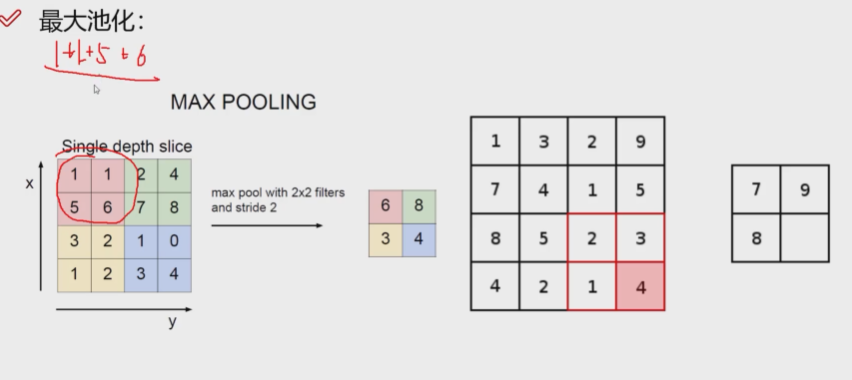 最大池化：
1+1+5+6
MAX POOLING
Single depth slice
x
1 1 2 4
5 6 7 8
3 2 1 0
1 2 3 4
y
max pool with 2x2 filters
and stride 2
6 8
3 4
1 3 2 9
7 4 1 5
8 5 2 3
4 2 1 4
7 9
8